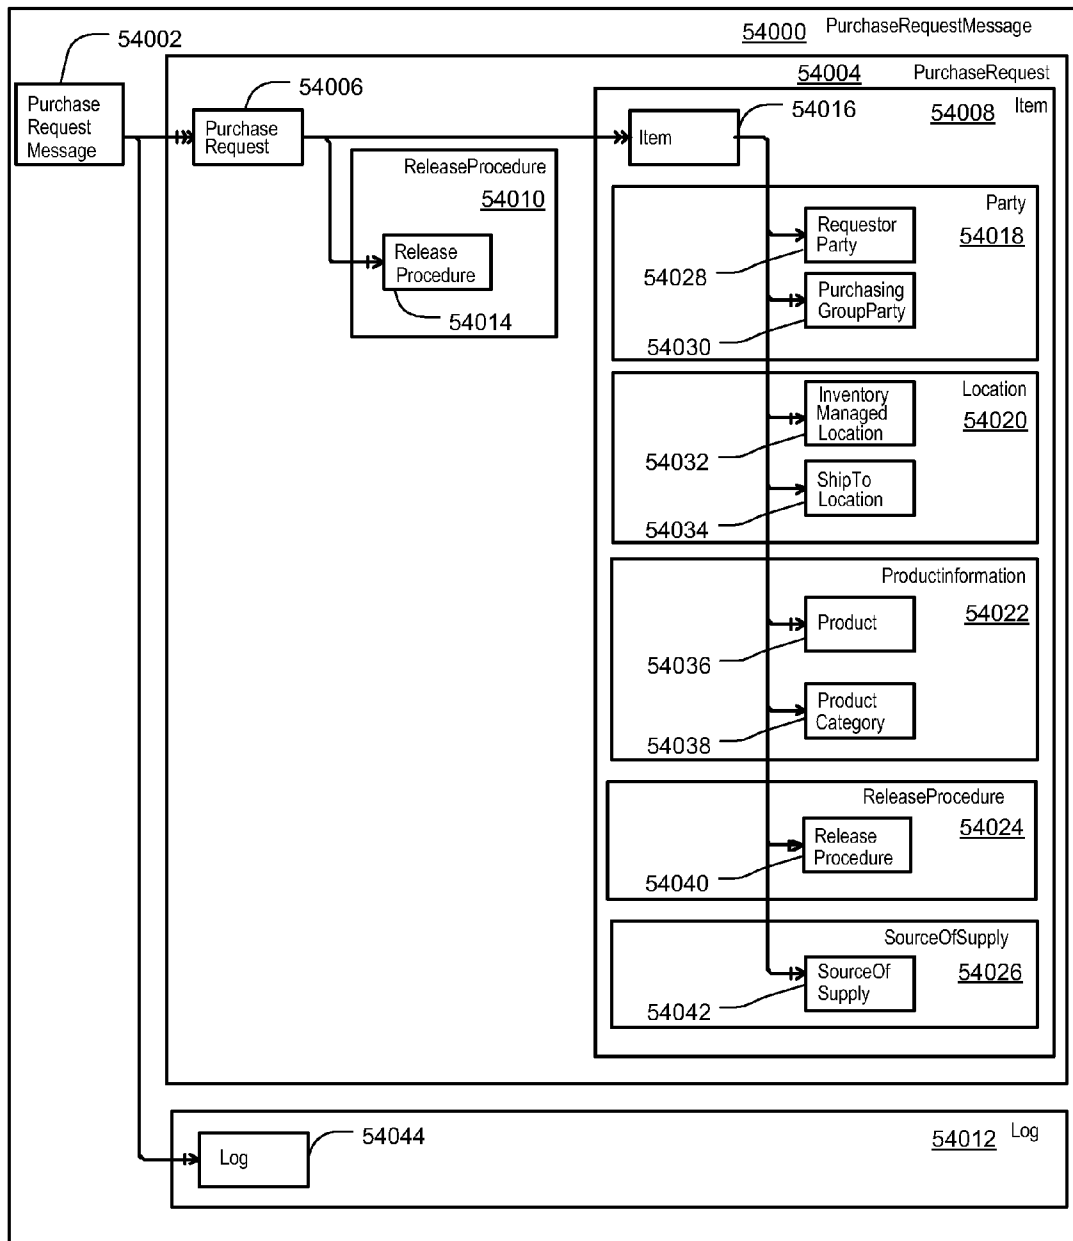 54000 PurchaseRequestMessage
54002
54004 PurchaseRequest
Purchase
Request
Message
54006
Purchase
Request
54008 Item
54016
Item
ReleaseProcedure
54010
Release
Procedure
54014
Party
54018
Requestor
Party
54028
Purchasing
GroupParty
54030
Location
54020
Inventory
Managed
Location
54032
ShipTo
Location
54034
Productinformation
54022
Product
54036
Product
Category
54038
ReleaseProcedure
54024
Release
Procedure
54040
SourceOfSupply
54026
SourceOf
Supply
54042
54012 Log
54044
Log